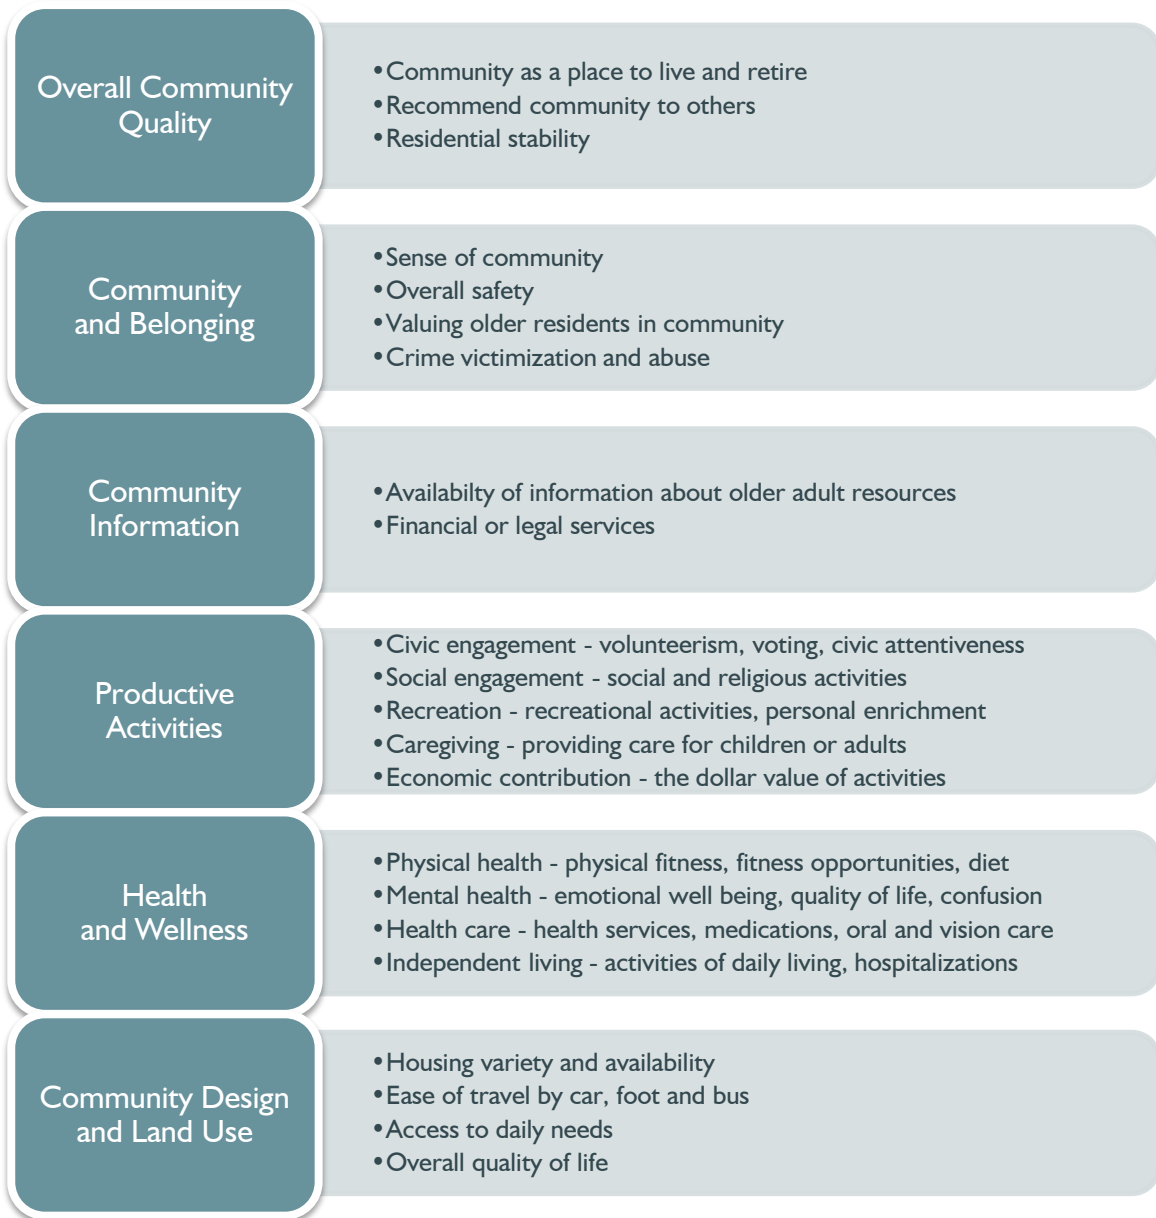 Overall Community
Quality
•Community as a place to live and retire
•Recommend community to others
•Residential stability
Community
and Belonging
•Sense of community
•Overall safety
•Valuing older residents in community
•Crime victimization and abuse
Community
Information
•Availabilty of information about older adult resources
•Financial or legal services
Productive
Activities
•Civic engagement - volunteerism, voting, civic attentiveness
•Social engagement - social and religious activities
•Recreation - recreational activities, personal enrichment
•Caregiving - providing care for children or adults
•Economic contribution - the dollar value of activities
Health
and Wellness
•Physical health - physical fitness, fitness opportunities, diet
•Mental health - emotional well being, quality of life, confusion
•Health care - health services, medications, oral and vision care
•Independent living - activities of daily living, hospitalizations
Community Design
and Land Use
•Housing variety and availability
•Ease of travel by car, foot and bus
•Access to daily needs
•Overall quality of life